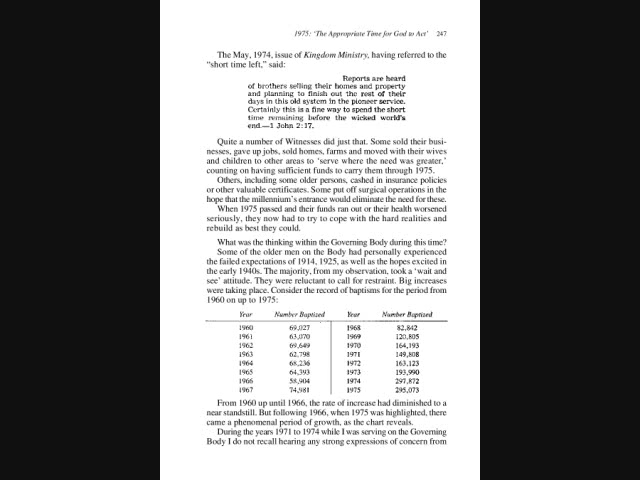 1975: ‘The Appropriate Time for God to Act’ 247
The May, 1974, issue of Kingdom Ministry, having referred to the
“short time left,” said:
Reports are heard
of brothers selling their homes and property
and planning to finish out the rest of their
days in this old system in the pioneer service.
Certainly this is a fine way to spend the short
time remaining before the wicked world’s
end.—1 John 2:17.
Quite a number of Witnesses did just that. Some sold their busi-
nesses, gave up jobs, sold homes, farms and moved with their wives
and children to other areas to ‘serve where the need was greater,’
counting on having sufficient funds to carry them through 1975.
Others, including some older persons, cashed in insurance policies
or other valuable certificates. Some put off surgical operations in the
hope that the millennium’s entrance would eliminate the need for these.
When 1975 passed and their funds ran out or their health worsened
seriously, they now had to try to cope with the hard realities and
rebuild as best they could.
What was the thinking within the Governing Body during this time?
Some of the older men on the Body had personally experienced
the failed expectations of 1914, 1925, as well as the hopes excited in
the early 1940s. The majority, from my observation, took a ‘wait and
see’ attitude. They were reluctant to call for restraint. Big increases
were taking place. Consider the record of baptisms for the period from
1960 on up to 1975:
Year Number Baptized Year Number Baptized
1960 69,027 1968 82,842
1961 63,070 1969 120,805
1962 69,649 1970 164,193
1963 62,798 1971 149,808
1964 68,236 1972 163,123
1965 64,393 1973 193,990
1966 58,904 1974 297,872
1967 74,981 1975 295,073
From 1960 up until 1966, the rate of increase had diminished to a
near standstill. But following 1966, when 1975 was highlighted, there
came a phenomenal period of growth, as the chart reveals.
During the years 1971 to 1974 while I was serving on the Governing
Body I do not recall hearing any strong expressions of concern from